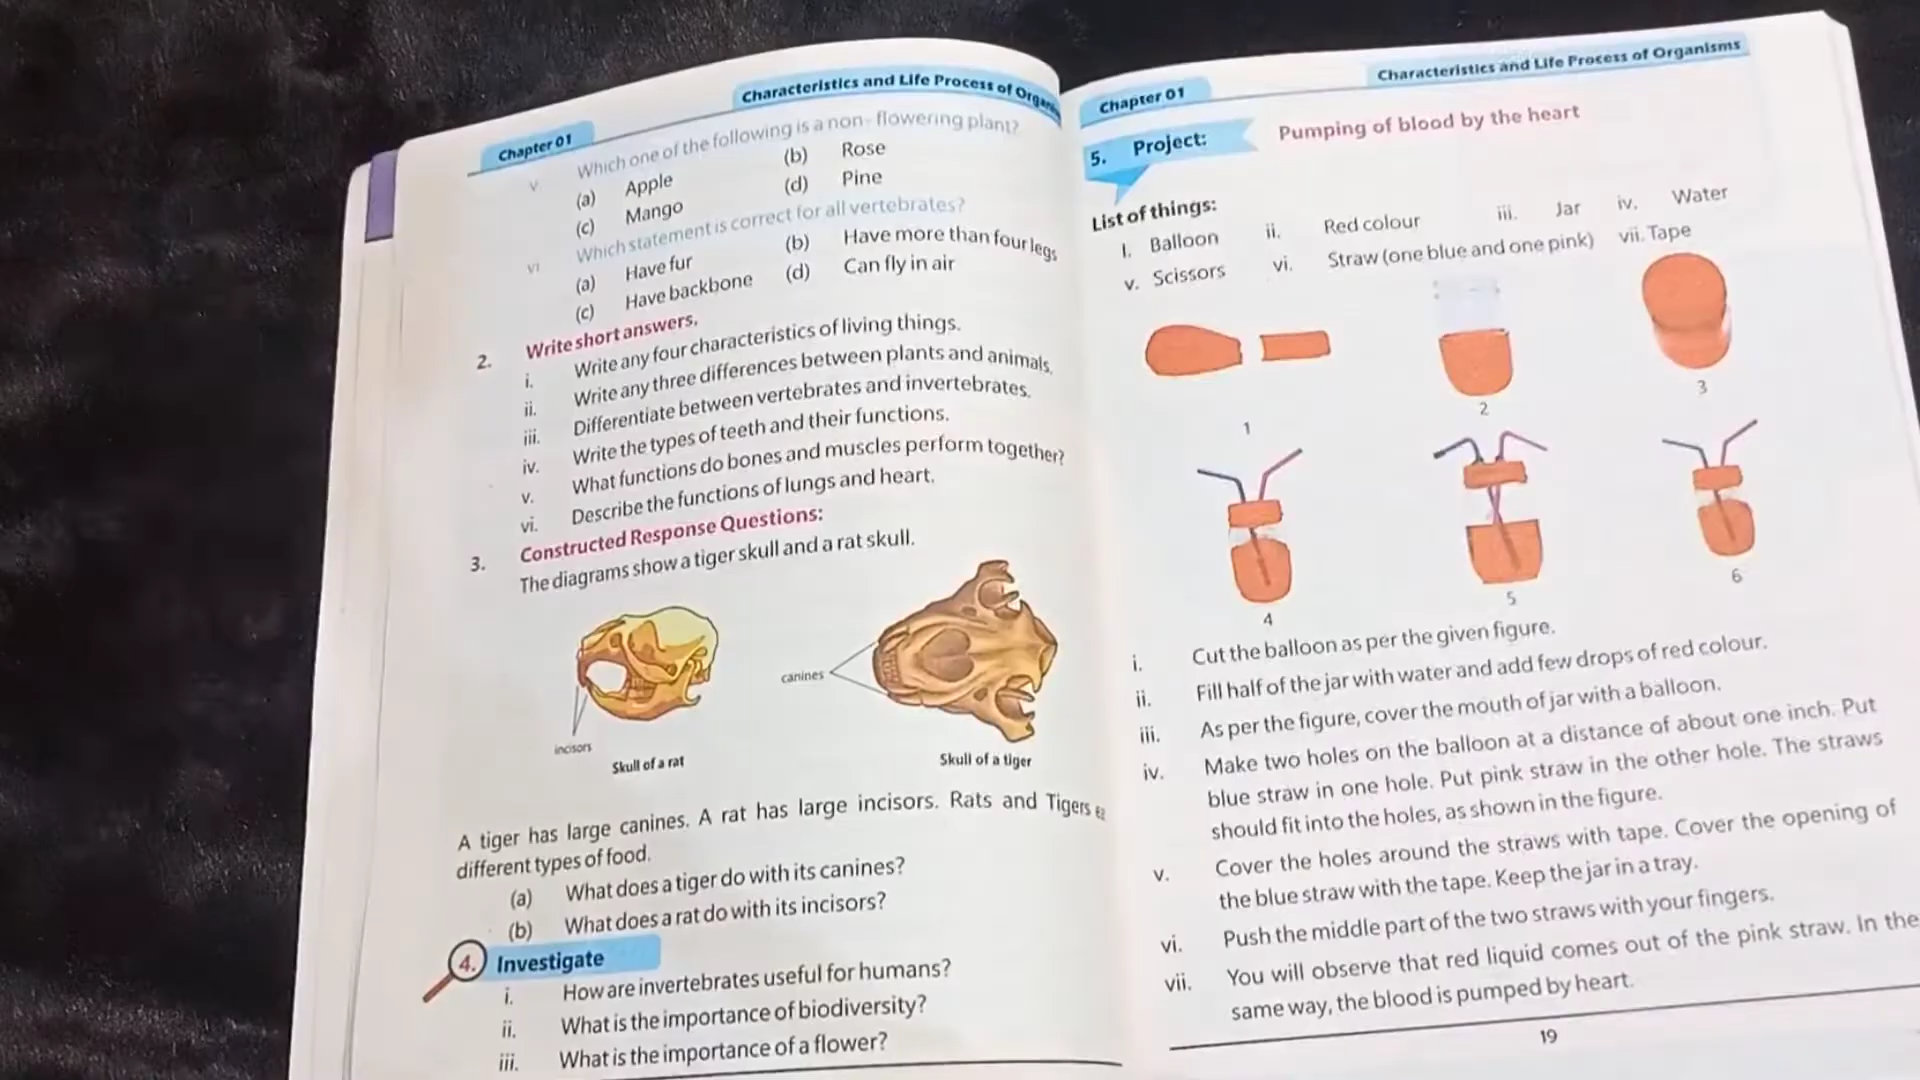 Chapter 01
Characteristics and Life Process of
v Which one of the following is a non- flowering plant?
(a) Apple (b) Rose
(c) Mango (d) Pine
vi Which statement is correct for all vertebrates?
(a) Have fur (b) Have more than four legs
(c) Have backbone (d) Can fly in air
2. Write short answers.
i. Write any four characteristics of living things.
ii. Write any three differences between plants and animals.
iii. Differentiate between vertebrates and invertebrates.
iv. Write the types of teeth and their functions.
v. What functions do bones and muscles perform together?
vi. Describe the functions of lungs and heart.
3. Constructed Response Questions:
The diagrams show a tiger skull and a rat skull.
canines
incisors
Skull of a rat
Skull of a tiger
A tiger has large canines. A rat has large incisors. Rats and Tigers
different types of food.
(a) What does a tiger do with its canines?
(b) What does a rat do with its incisors?
4. Investigate
i. How are invertebrates useful for humans?
ii. What is the importance of biodiversity?
iii. What is the importance of a flower?
Chapter 01
Characteristics and Life Process of Organisms
5. Project: Pumping of blood by the heart
List of things:
I. Balloon ii. Red colour iii. Jar iv. Water
v. Scissors vi. Straw (one blue and one pink) vii. Tape
1
2
3
4
5
6
i. Cut the balloon as per the given figure.
ii. Fill half of the jar with water and add few drops of red colour.
iii. As per the figure, cover the mouth of jar with a balloon.
iv. Make two holes on the balloon at a distance of about one inch. Put
blue straw in one hole. Put pink straw in the other hole. The straws
should fit into the holes, as shown in the figure.
v. Cover the holes around the straws with tape. Cover the opening of
the blue straw with the tape. Keep the jar in a tray.
vi. Push the middle part of the two straws with your fingers.
vii. You will observe that red liquid comes out of the pink straw. In the
same way, the blood is pumped by heart.
19